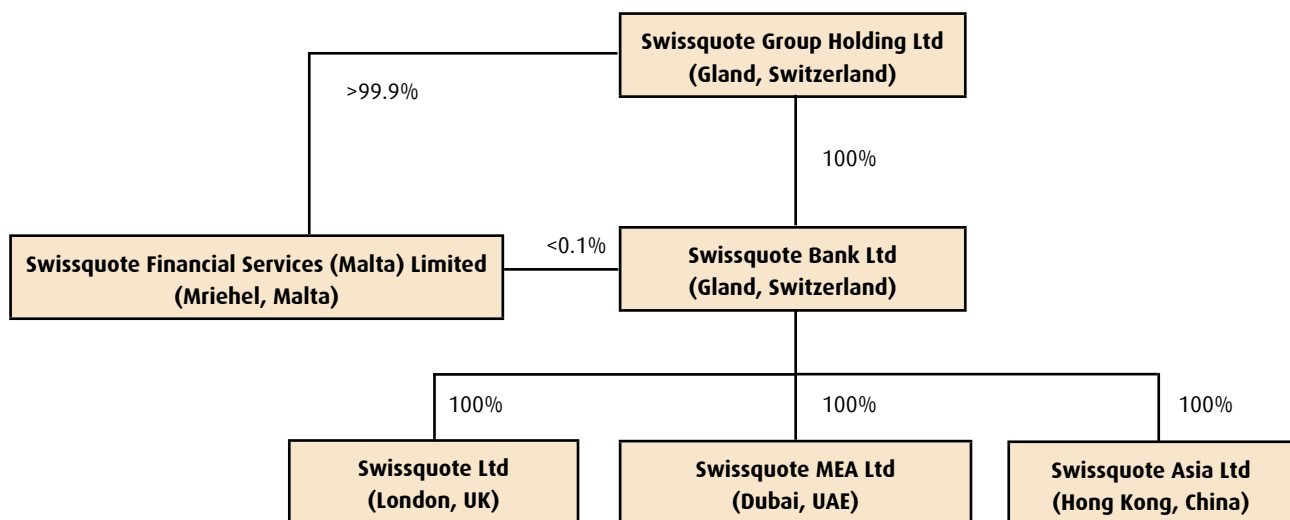 Swissquote Group Holding Ltd
(Gland, Switzerland)
>99.9%
100%
Swissquote Financial Services (Malta) Limited
(Mriehel, Malta)
<0.1%
Swissquote Bank Ltd
(Gland, Switzerland)
100%
100%
100%
Swissquote Ltd
(London, UK)
Swissquote MEA Ltd
(Dubai, UAE)
Swissquote Asia Ltd
(Hong Kong, China)